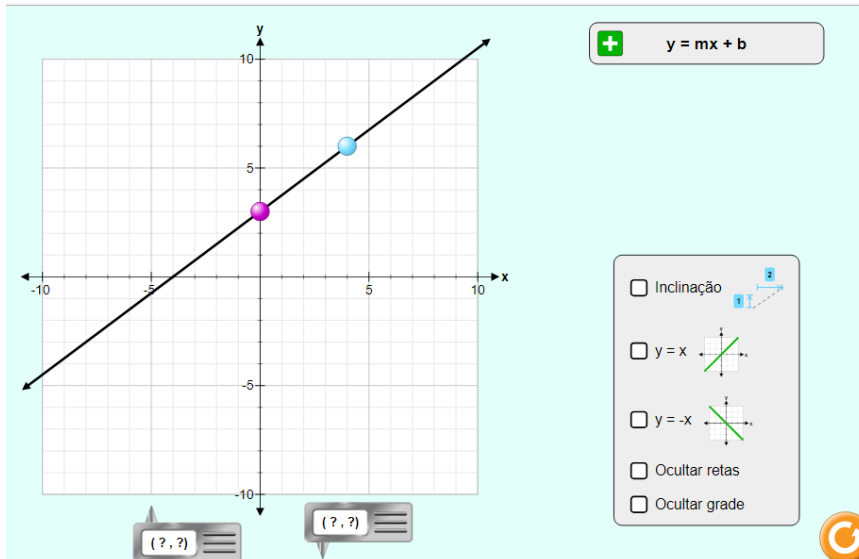 y
10
5
-10
-5
5
10
x
-5
-10
y = mx + b
Inclinação
2
1
y = x
y
x
y = -x
y
x
Ocultar retas
Ocultar grade
( ? , ?)
( ? , ?)